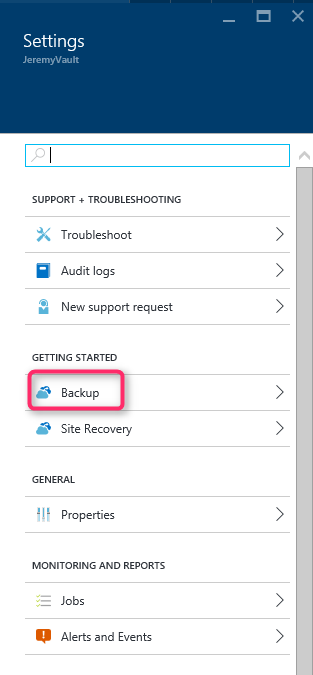 Settings
JeremyVault
SUPPORT + TROUBLESHOOTING
Troubleshoot
Audit logs
New support request
GETTING STARTED
Backup
Site Recovery
GENERAL
Properties
MONITORING AND REPORTS
Jobs
Alerts and Events